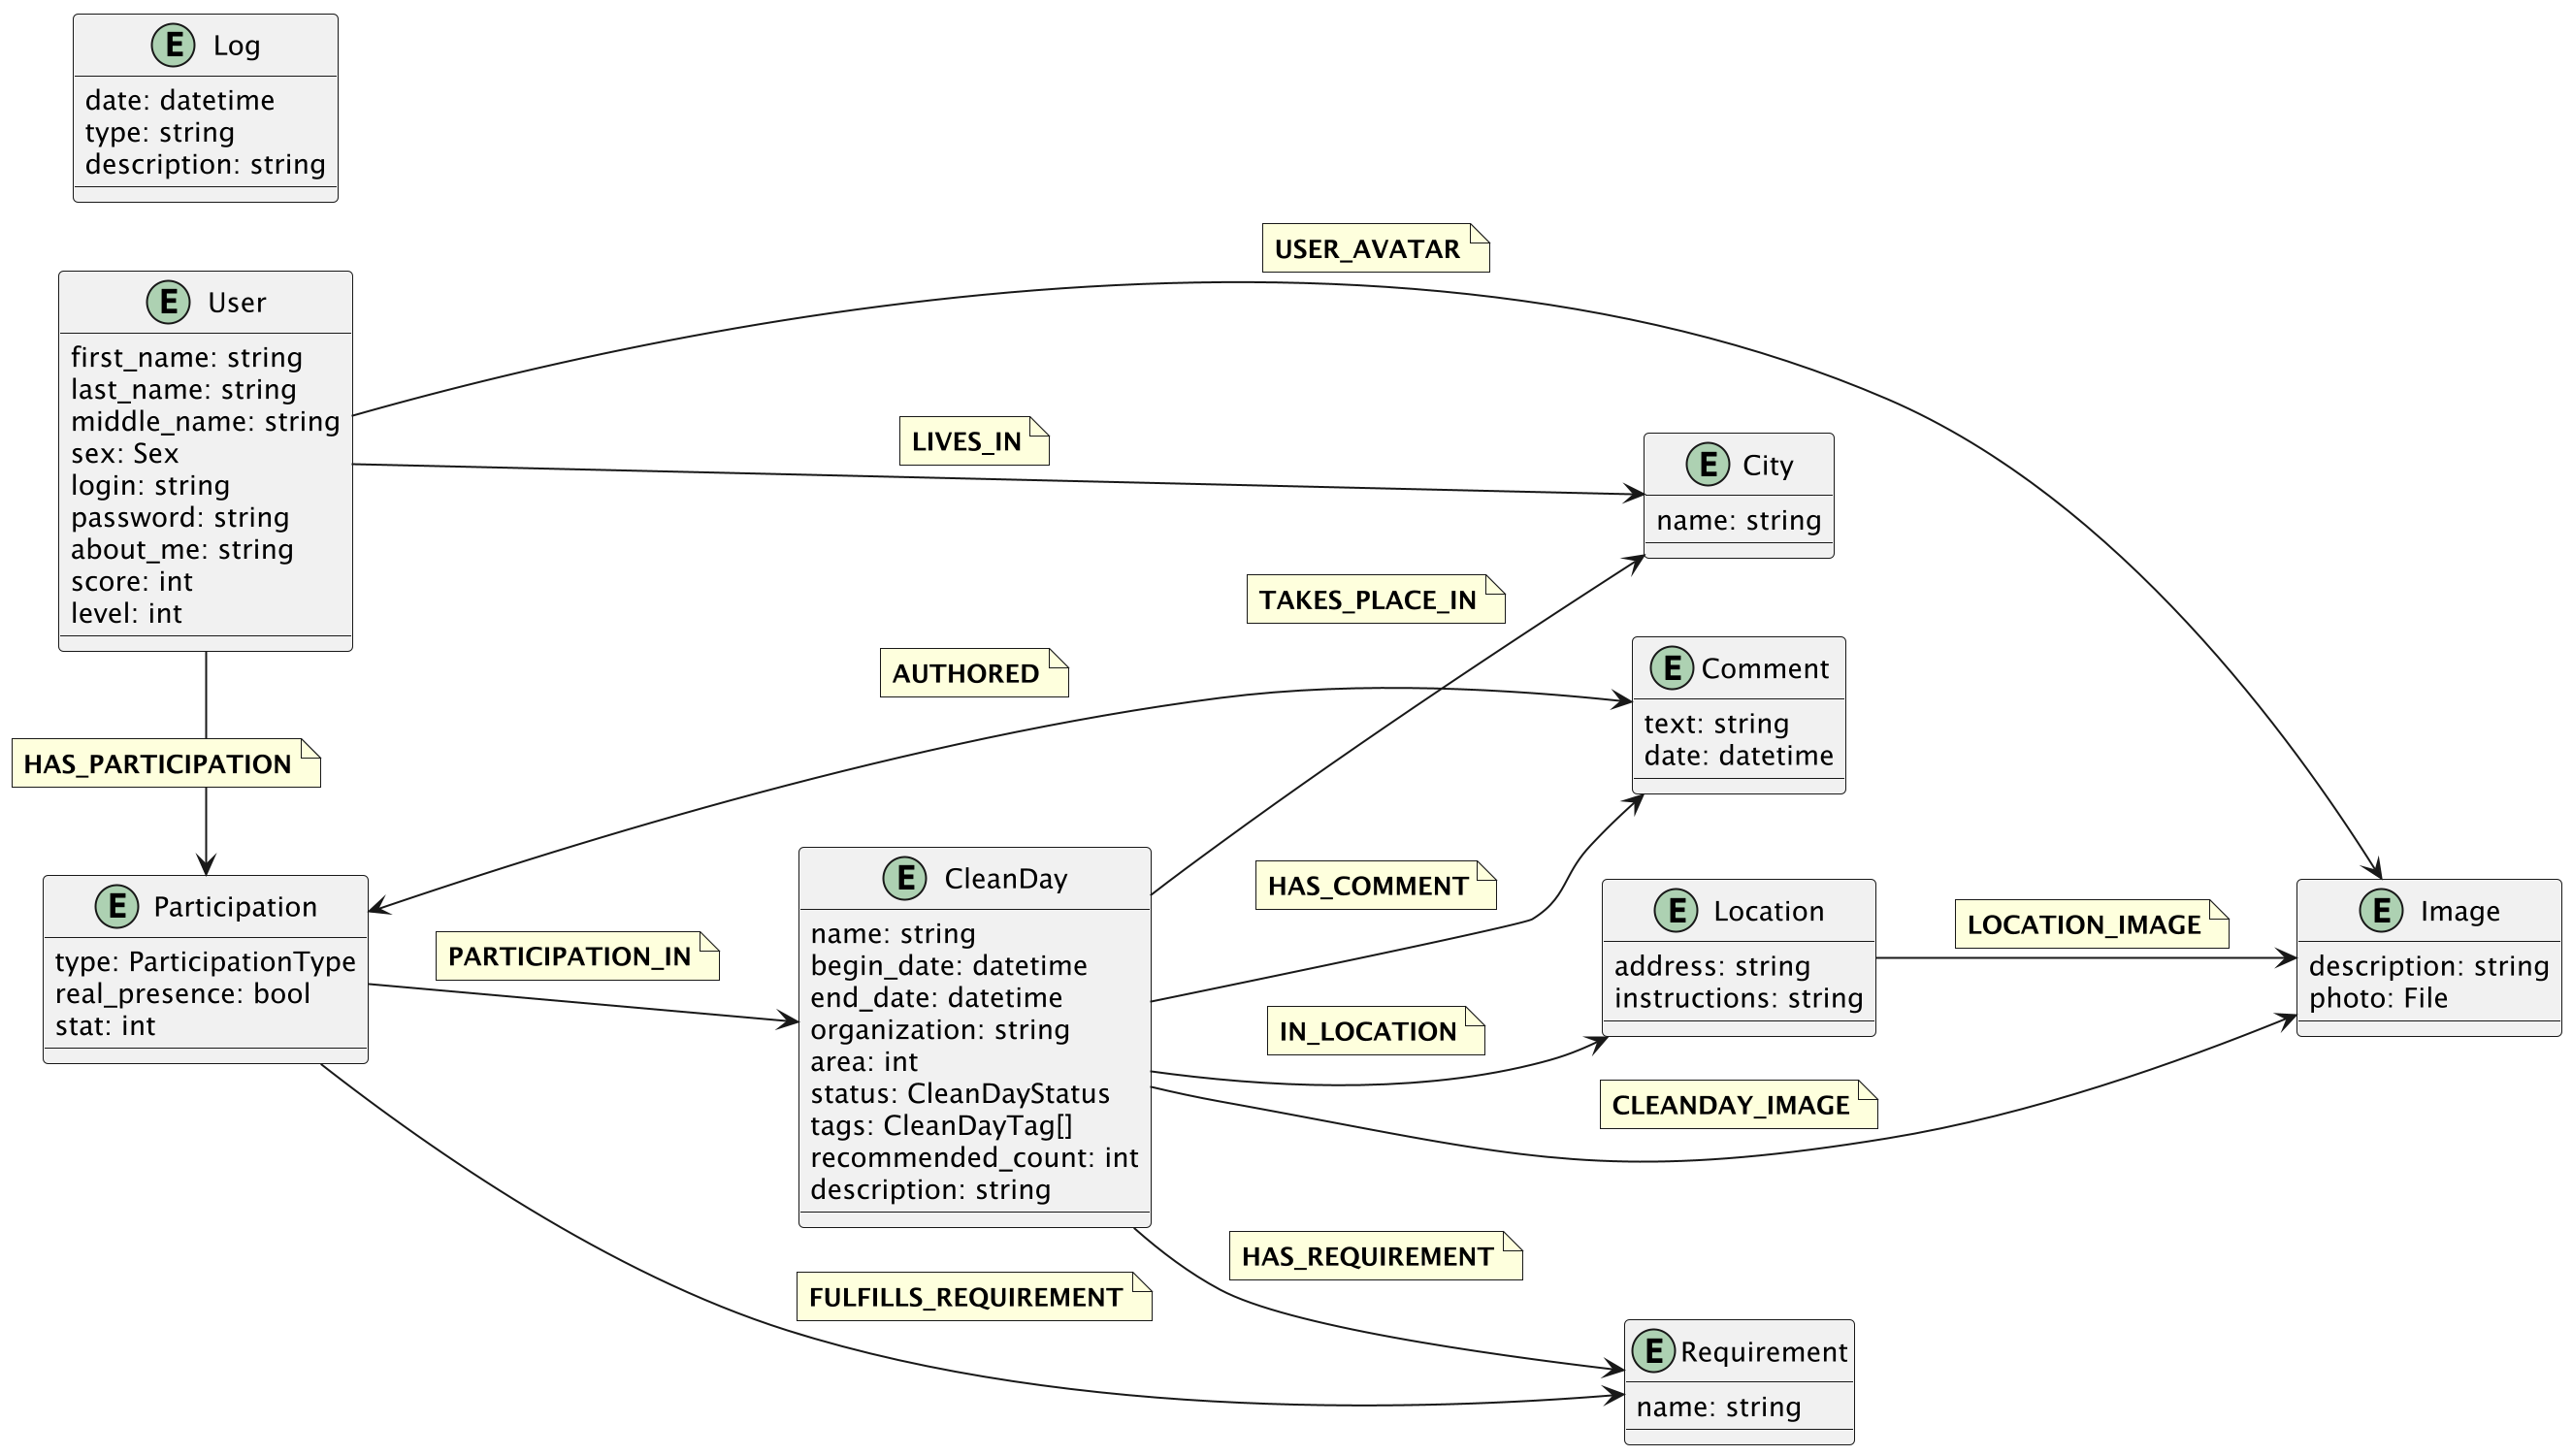 E Log
date: datetime
type: string
description: string
USER_AVATAR
E User
first_name: string
last_name: string
middle_name: string
sex: Sex
login: string
password: string
about_me: string
score: int
level: int
LIVES_IN
E City
name: string
TAKES_PLACE_IN
AUTHORED
E Comment
text: string
date: datetime
HAS_PARTICIPATION
E Participation
type: ParticipationType
real_presence: bool
stat: int
PARTICIPATION_IN
E CleanDay
name: string
begin_date: datetime
end_date: datetime
organization: string
area: int
status: CleanDayStatus
tags: CleanDayTag[]
recommended_count: int
description: string
HAS_COMMENT
IN_LOCATION
E Location
address: string
instructions: string
LOCATION_IMAGE
E Image
description: string
photo: File
CLEANDAY_IMAGE
HAS_REQUIREMENT
FULFILLS_REQUIREMENT
E Requirement
name: string